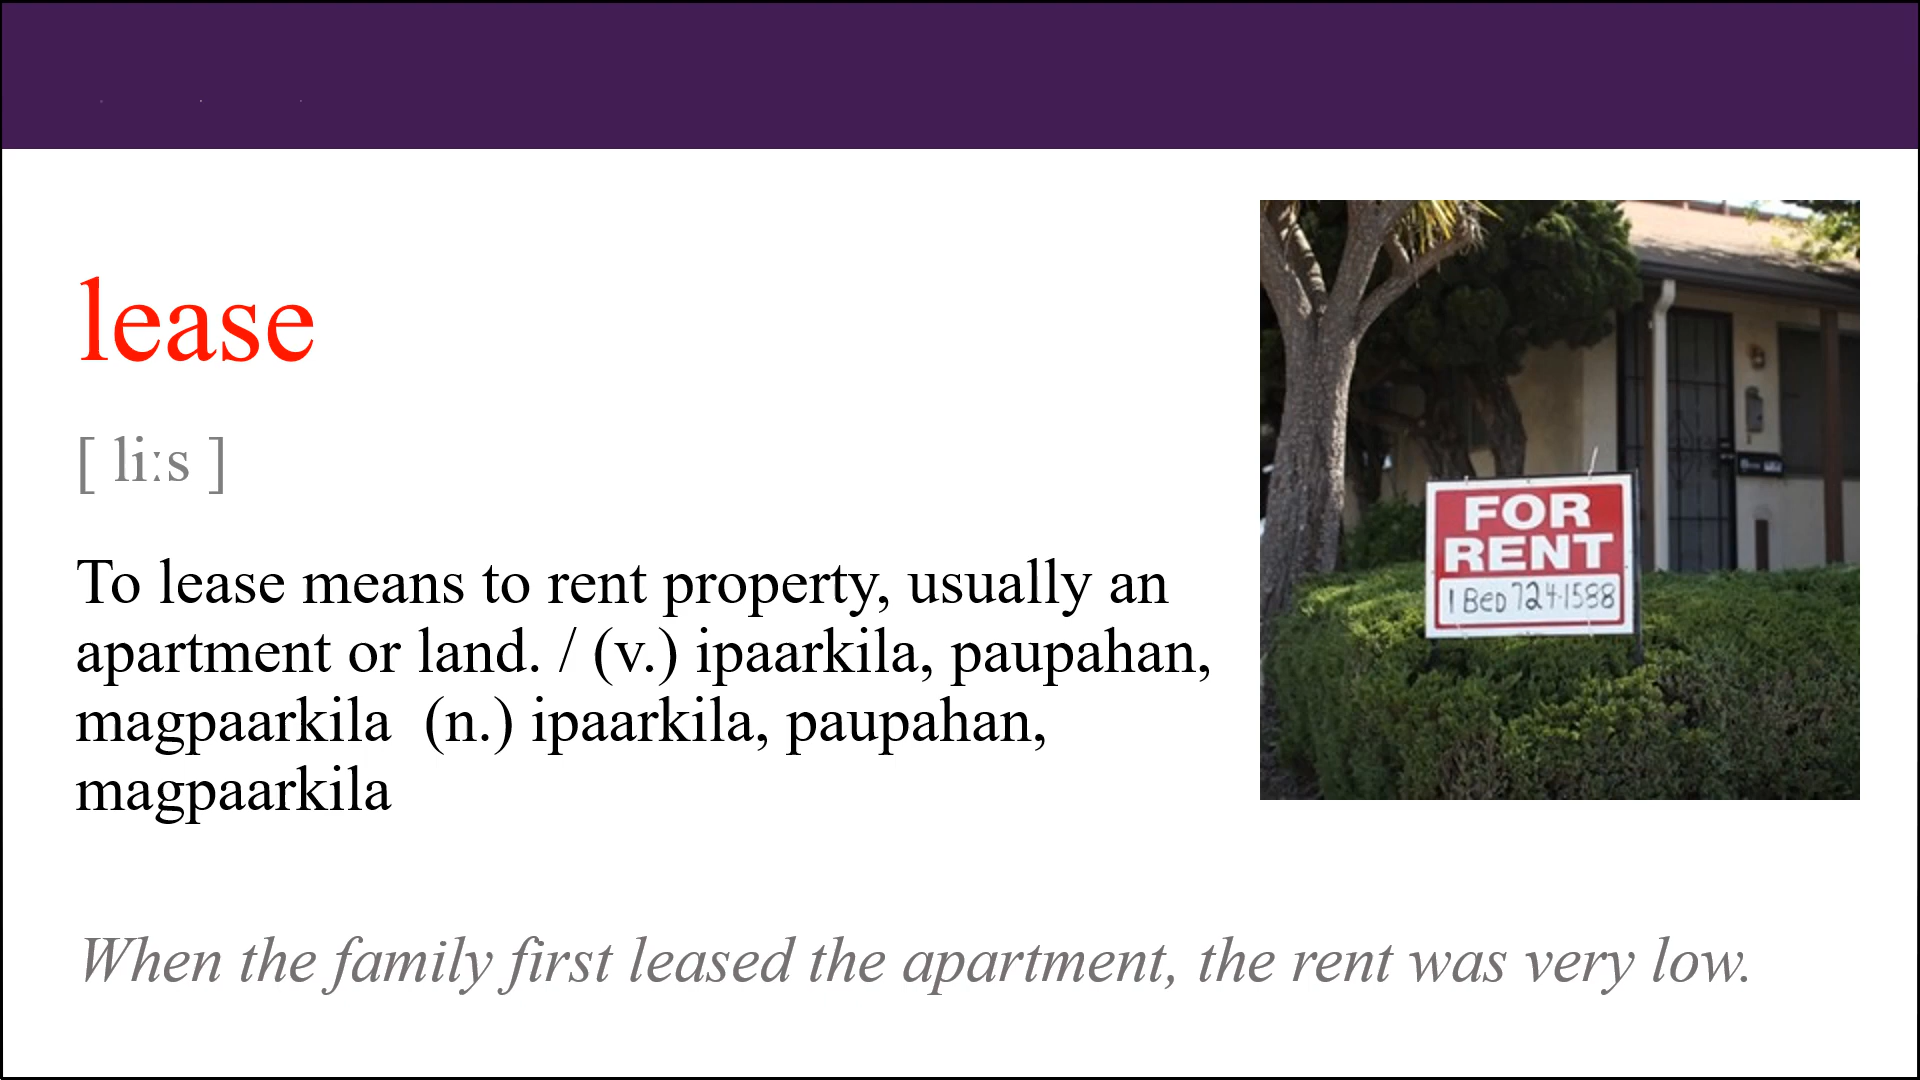 lease
[ li:s ]
To lease means to rent property, usually an
apartment or land. / (v.) ipaarkila, paupahan,
magpaarkila  (n.) ipaarkila, paupahan,
magpaarkila
FOR
RENT
1 BED 724-1588
When the family first leased the apartment, the rent was very low.